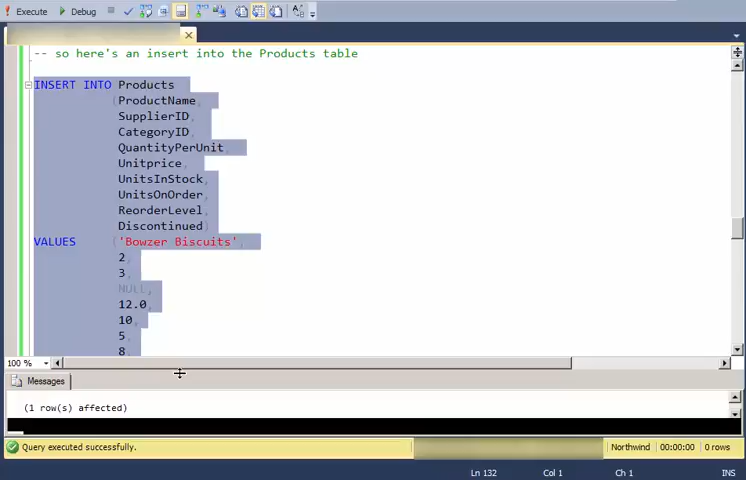 Execute Debug
-- so here's an insert into the Products table
INSERT INTO Products
(ProductName,
SupplierID,
CategoryID,
QuantityPerUnit,
Unitprice,
UnitsInStock,
UnitsOnOrder,
ReorderLevel,
Discontinued)
VALUES ('Bowzer Biscuits',
2,
3,
NULL,
12.0,
10,
5,
8,
100 %
Messages
(1 row(s) affected)
Query executed successfully. Northwind 00:00:00 0 rows
Ln 132 Col 1 Ch 1 INS